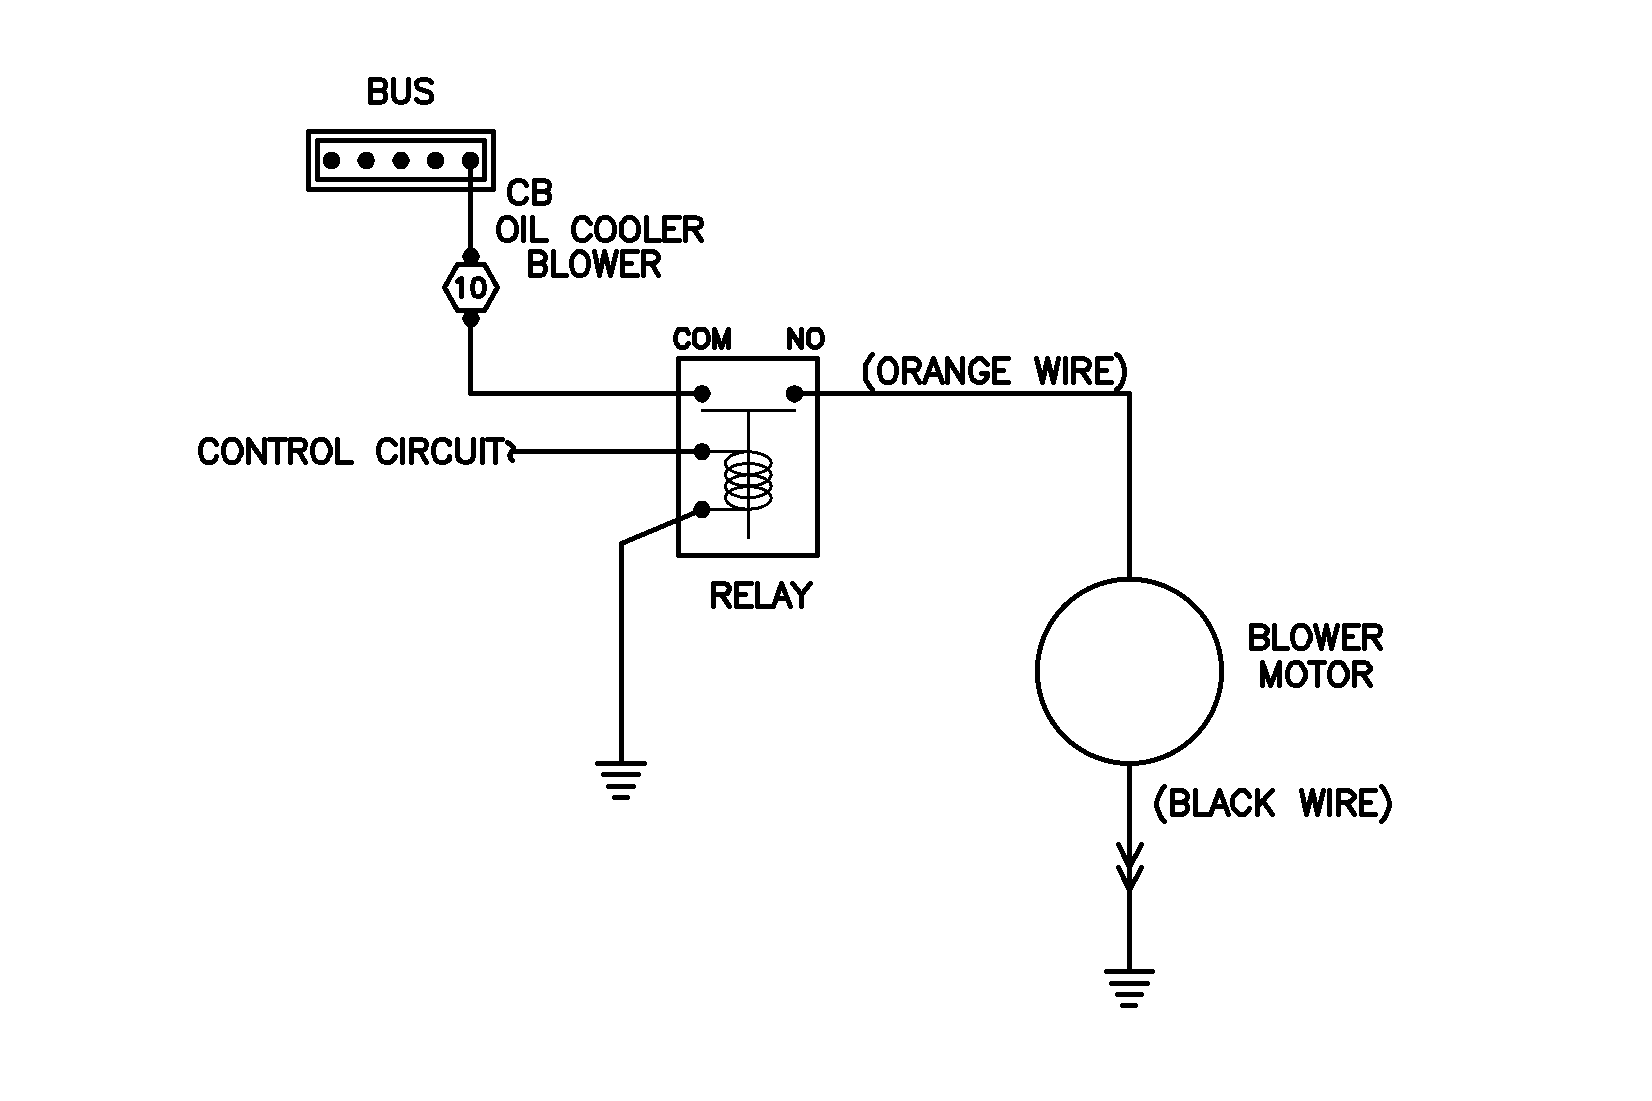 BUS
CB
OIL COOLER
BLOWER
10
COM NO
(ORANGE WIRE)
CONTROL CIRCUIT
RELAY
BLOWER
MOTOR
(BLACK WIRE)